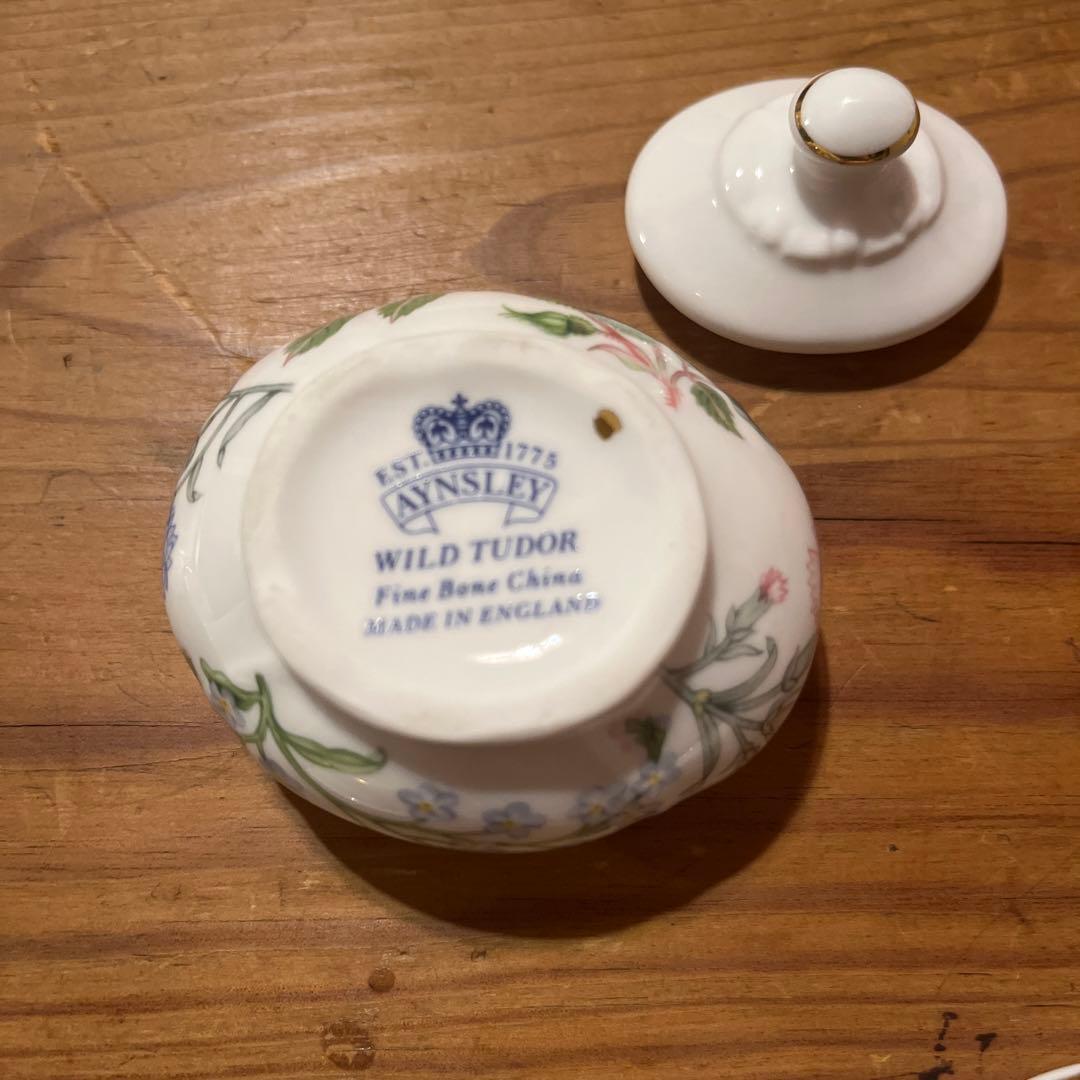 EST. 1775
AYNSLEY
WILD TUDOR
Fine Bone China
MADE IN ENGLAND